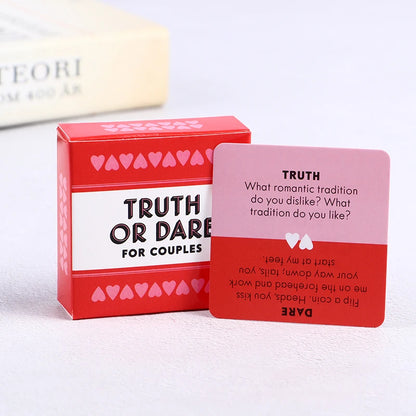 TEORI
OM 400 ÅR
TRUTH
OR DARE
FOR COUPLES
TRUTH
What romantic tradition
do you dislike? What
tradition do you like?
DARE
Flip a coin. Heads, you kiss
me on the forehead and work
your way down; tails, you
start at my feet.